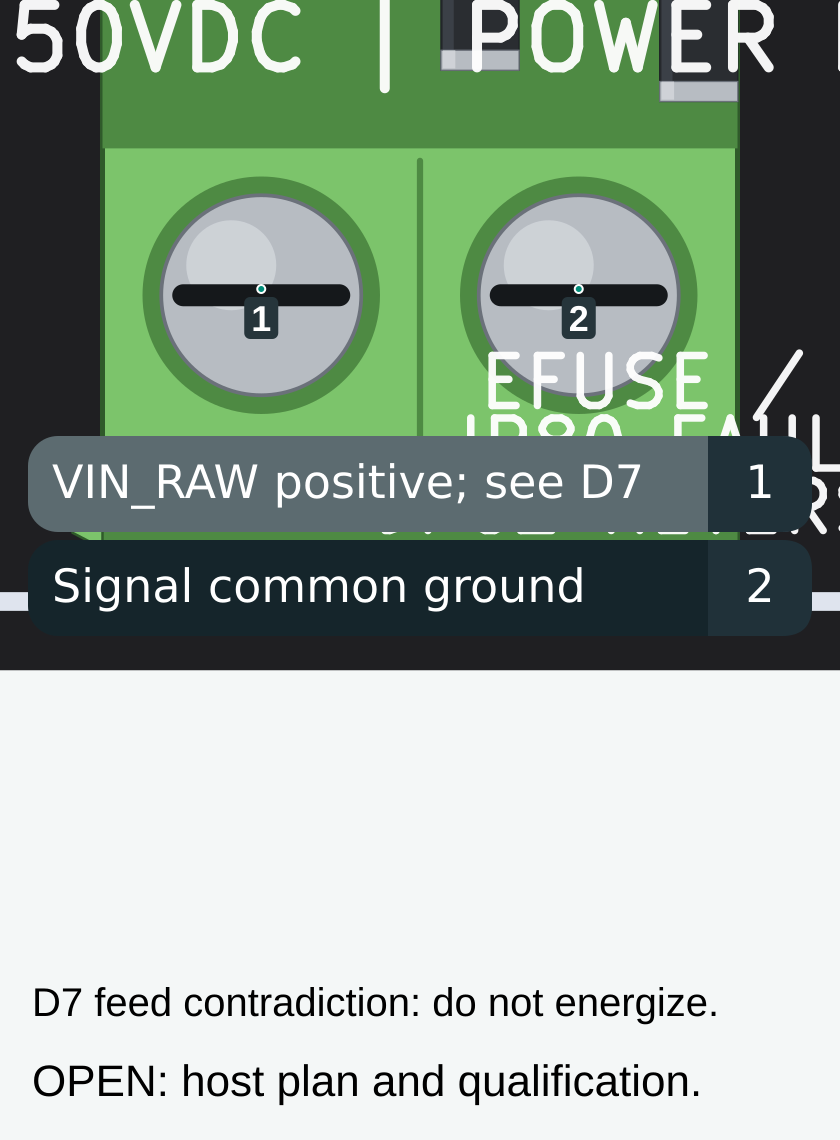 50VDC | POWER
1 2
EFUSE /
VIN_RAW positive; see D7 1
Signal common ground 2
D7 feed contradiction: do not energize.
OPEN: host plan and qualification.